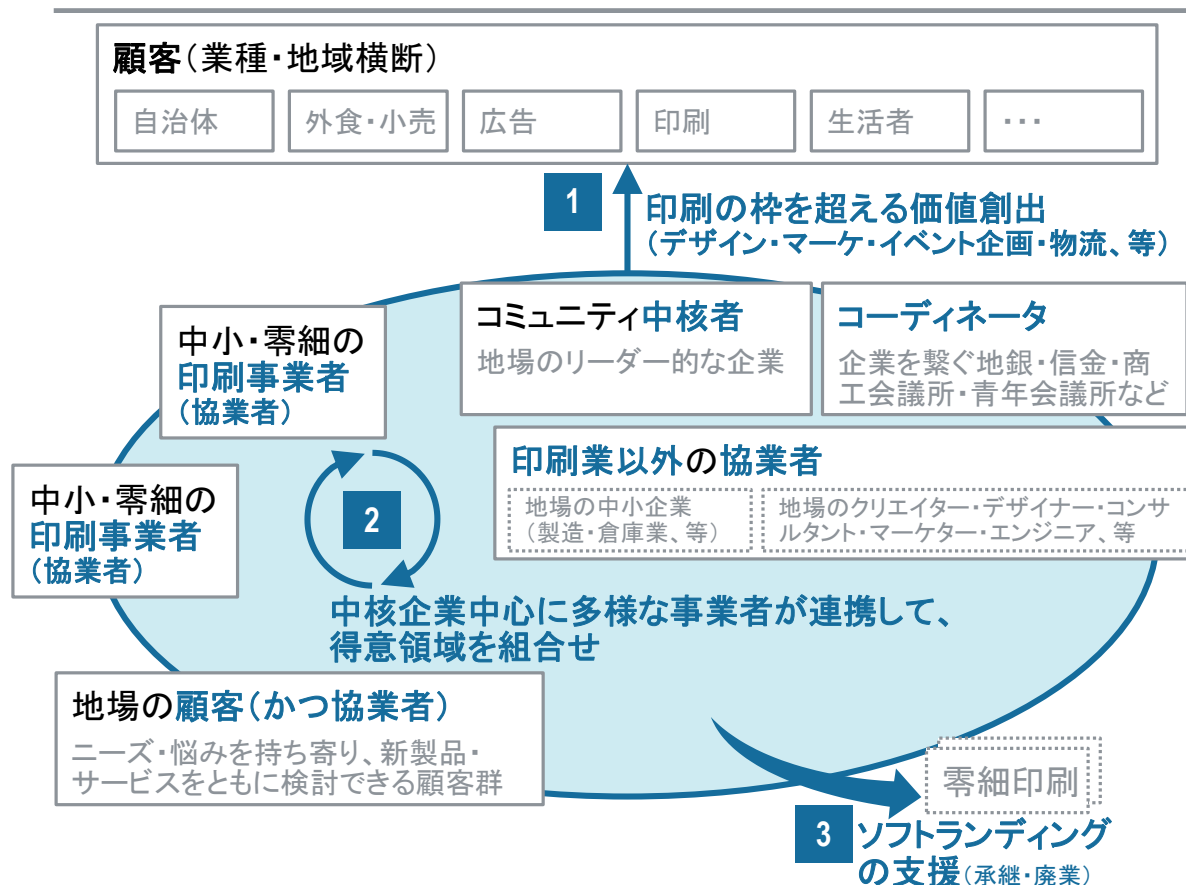 顧客（業種・地域横断）
自治体
外食・小売
広告
印刷
生活者
・・・
1
印刷の枠を超える価値創出
（デザイン・マーケ・イベント企画・物流、等）
コミュニティ中核者
地場のリーダー的な企業
コーディネータ
企業を繋ぐ地銀・信金・商
工会議所・青年会議所など
中小・零細の
印刷事業者
（協業者）
印刷業以外の協業者
地場の中小企業
（製造・倉庫業、等）
地場のクリエイター・デザイナー・コンサ
ルタント・マーケター・エンジニア、等
中小・零細の
印刷事業者
（協業者）
2
中核企業中心に多様な事業者が連携して、
得意領域を組合せ
地場の顧客（かつ協業者）
ニーズ・悩みを持ち寄り、新製品・
サービスをともに検討できる顧客群
零細印刷
3
ソフトランディング
の支援（承継・廃業）